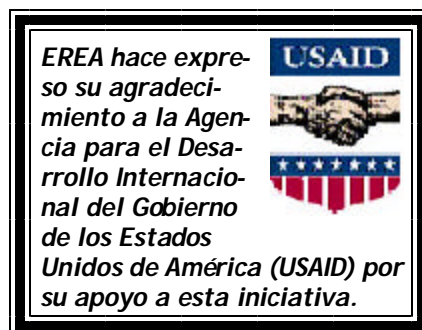 EREA hace expre-
so su agradeci-
miento a la Agen-
cia para el Desa-
rrollo Internacio-
nal del Gobierno
de los Estados
Unidos de América (USAID) por
su apoyo a esta iniciativa.
USAID